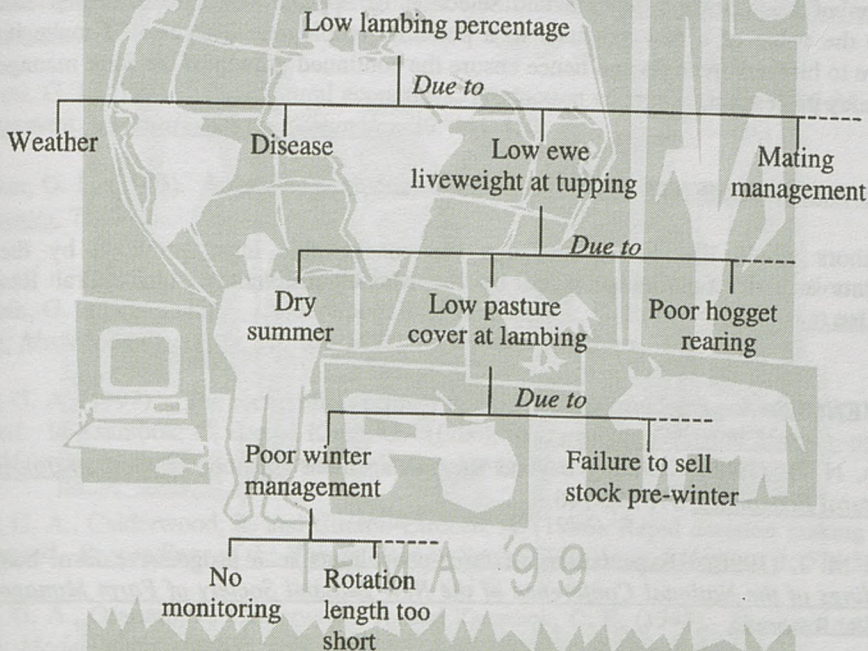 Low lambing percentage
Due to
Weather
Disease
Low ewe
liveweight at tupping
Mating
management
Due to
Dry
summer
Low pasture
cover at lambing
Poor hogget
rearing
Due to
Poor winter
management
Failure to sell
stock pre-winter
No
monitoring
Rotation
length too
short
IFMA '99